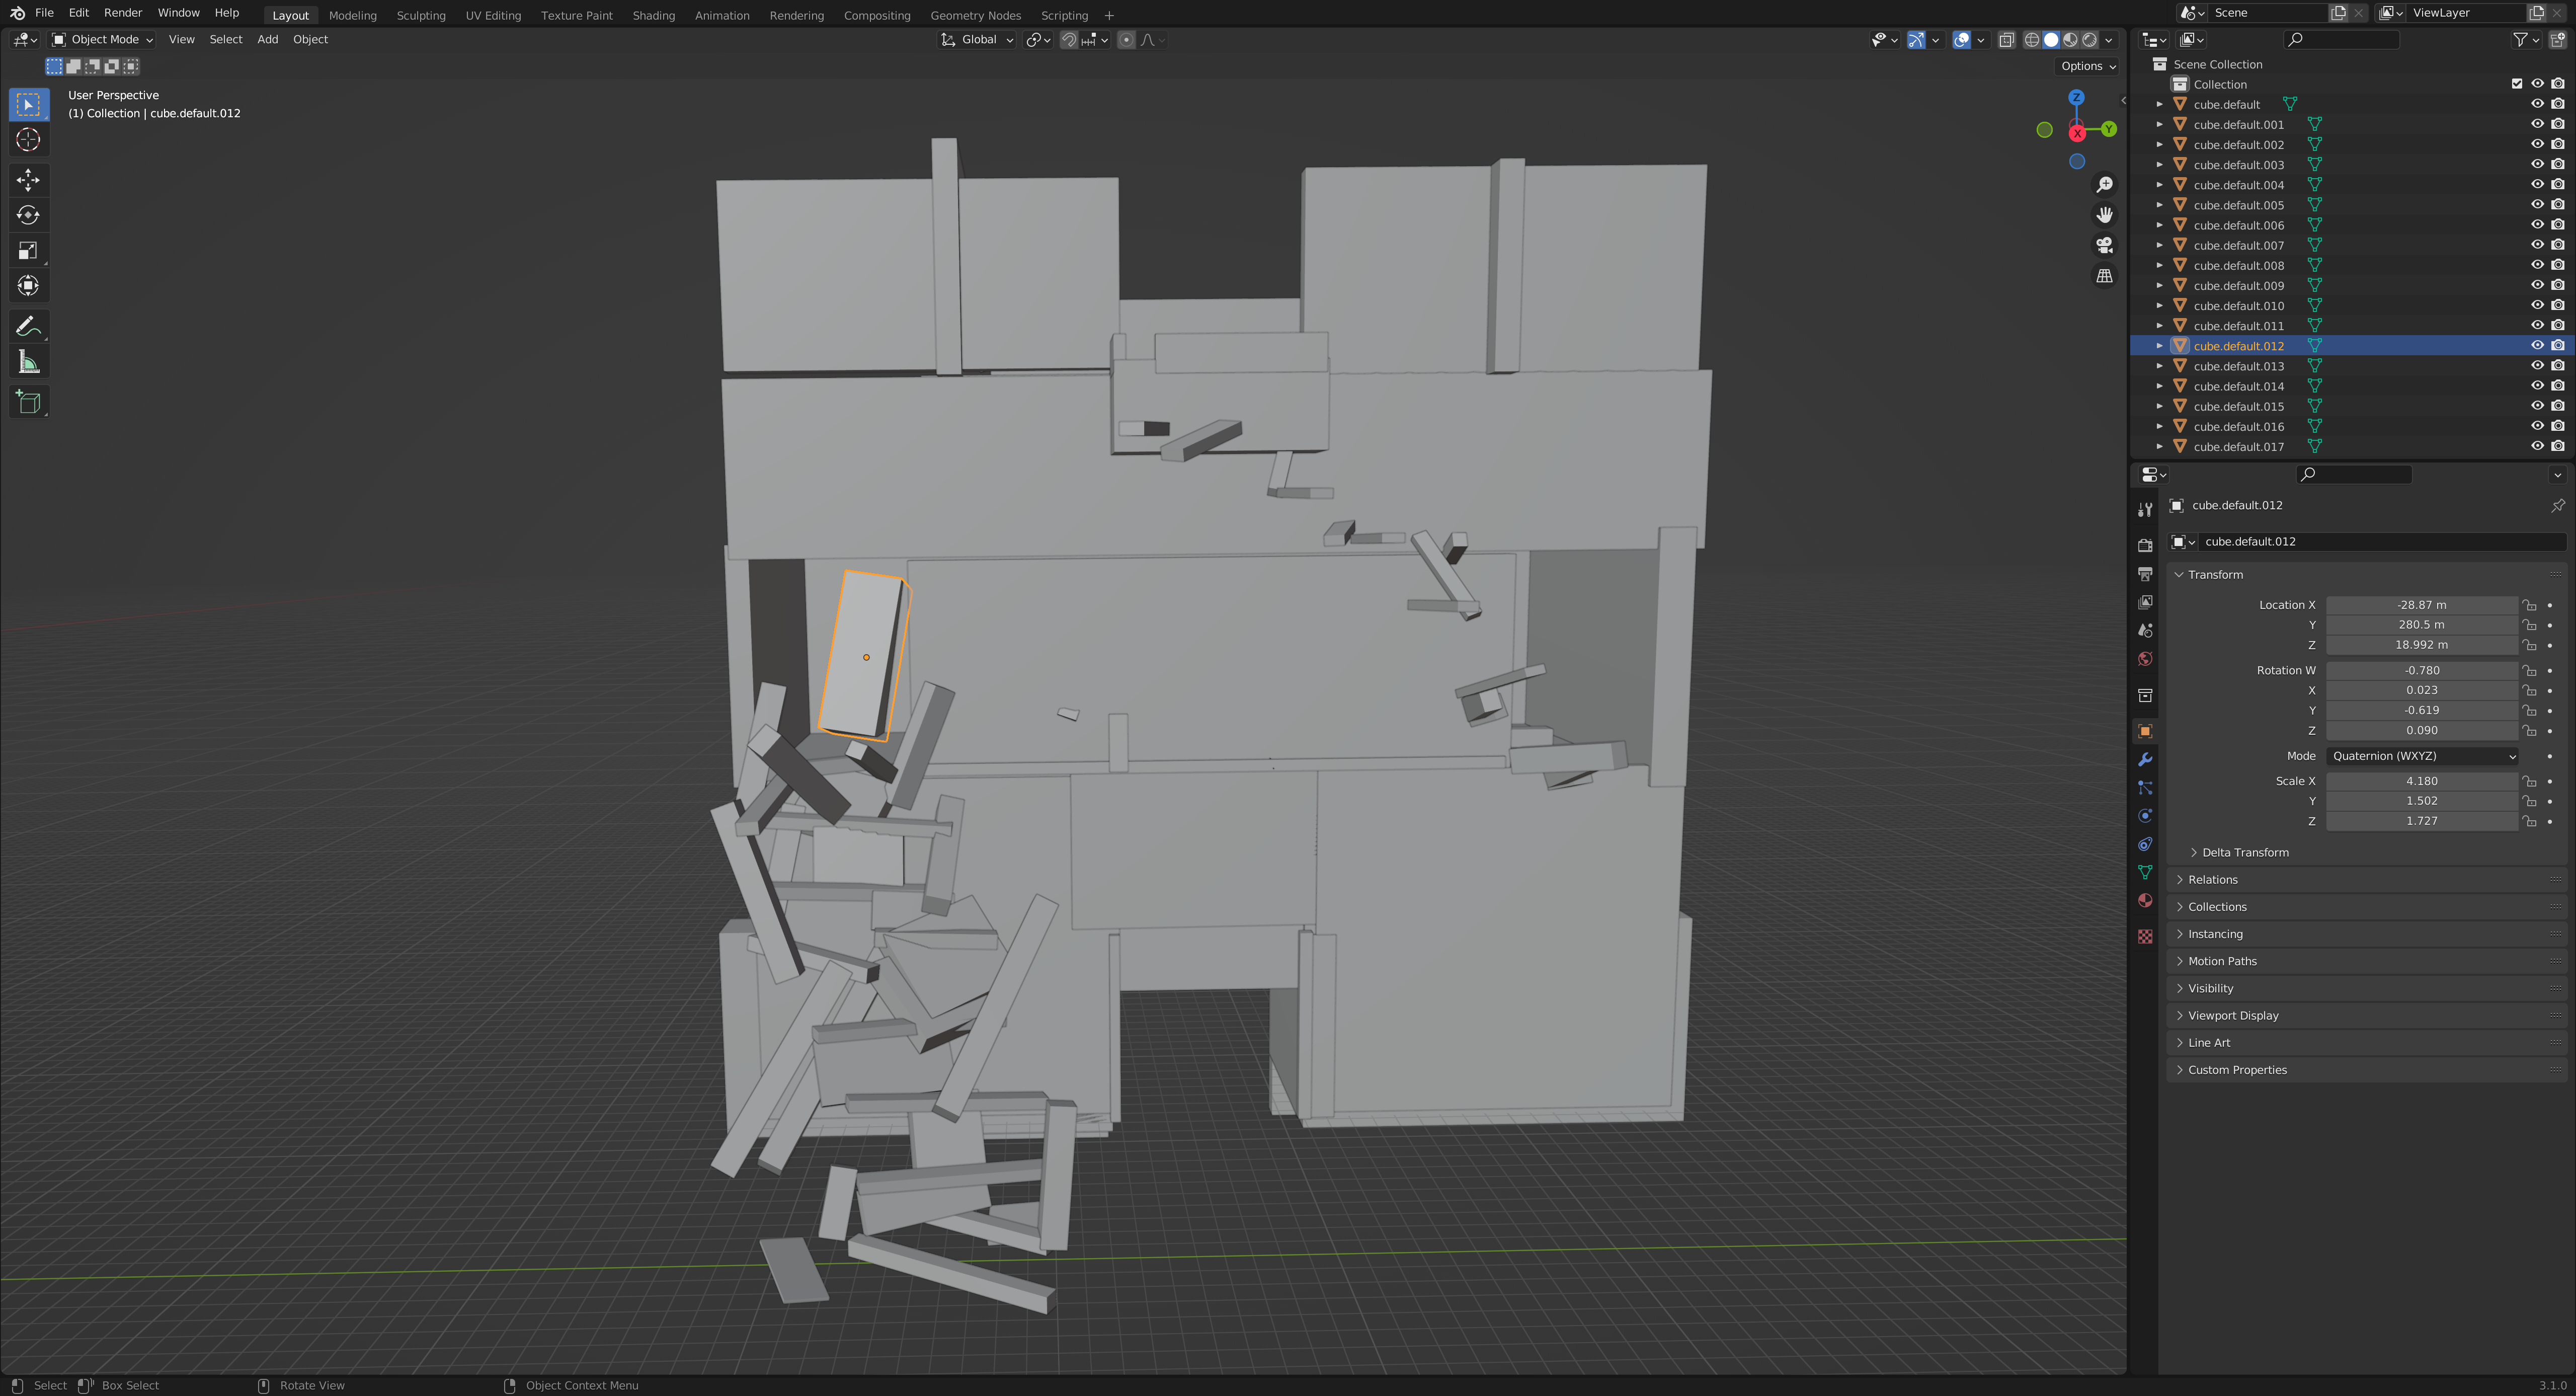 File Edit Render Window Help Layout Modeling Sculpting UV Editing Texture Paint Shading Animation Rendering Compositing Geometry Nodes Scripting + Scene ViewLayer
Object Mode View Select Add Object Global
Options
User Perspective
(1) Collection | cube.default.012
Z
Y
X
Scene Collection
Collection
cube.default
cube.default.001
cube.default.002
cube.default.003
cube.default.004
cube.default.005
cube.default.006
cube.default.007
cube.default.008
cube.default.009
cube.default.010
cube.default.011
cube.default.012
cube.default.013
cube.default.014
cube.default.015
cube.default.016
cube.default.017
cube.default.012
cube.default.012
Transform
Location X -28.87 m
Y 280.5 m
Z 18.992 m
Rotation W -0.780
X 0.023
Y -0.619
Z 0.090
Mode Quaternion (WXYZ)
Scale X 4.180
Y 1.502
Z 1.727
Delta Transform
Relations
Collections
Instancing
Motion Paths
Visibility
Viewport Display
Line Art
Custom Properties
Select Box Select Rotate View Object Context Menu 3.1.0